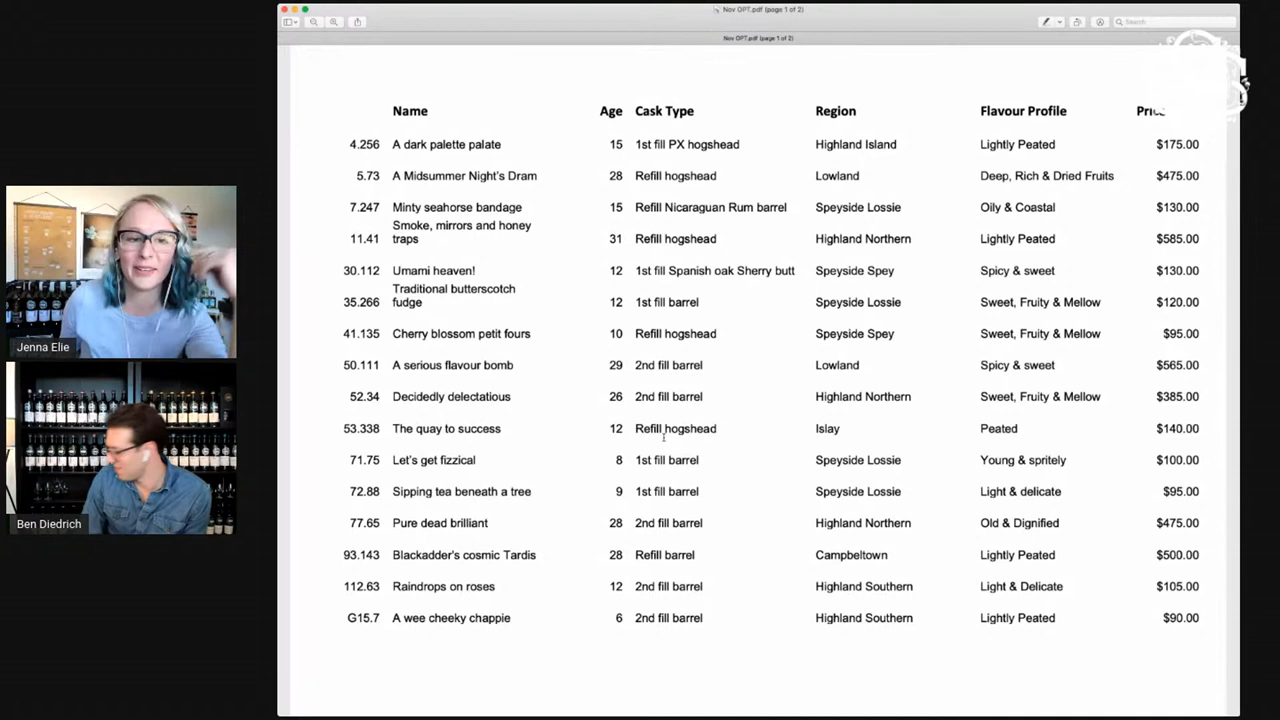 Nov OPT.pdf (page 1 of 2)
Search
Nov OPT.pdf (page 1 of 2)
Name Age Cask Type Region Flavour Profile
4.256 A dark palette palate 15 1st fill PX hogshead Highland Island Lightly Peated $175.00
5.73 A Midsummer Night's Dram 28 Refill hogshead Lowland Deep, Rich & Dried Fruits $475.00
7.247 Minty seahorse bandage 15 Refill Nicaraguan Rum barrel Speyside Lossie Oily & Coastal $130.00
Smoke, mirrors and honey
11.41 traps 31 Refill hogshead Highland Northern Lightly Peated $585.00
30.112 Umami heaven! 12 1st fill Spanish oak Sherry butt Speyside Spey Spicy & sweet $130.00
Traditional butterscotch
35.266 fudge 12 1st fill barrel Speyside Lossie Sweet, Fruity & Mellow $120.00
41.135 Cherry blossom petit fours 10 Refill hogshead Speyside Spey Sweet, Fruity & Mellow $95.00
50.111 A serious flavour bomb 29 2nd fill barrel Lowland Spicy & sweet $565.00
52.34 Decidedly delectatious 26 2nd fill barrel Highland Northern Sweet, Fruity & Mellow $385.00
53.338 The quay to success 12 Refill hogshead Islay Peated $140.00
71.75 Let's get fizzical 8 1st fill barrel Speyside Lossie Young & spritely $100.00
72.88 Sipping tea beneath a tree 9 1st fill barrel Speyside Lossie Light & delicate $95.00
77.65 Pure dead brilliant 28 2nd fill barrel Highland Northern Old & Dignified $475.00
93.143 Blackadder's cosmic Tardis 28 Refill barrel Campbeltown Lightly Peated $500.00
112.63 Raindrops on roses 12 2nd fill barrel Highland Southern Light & Delicate $105.00
G15.7 A wee cheeky chappie 6 2nd fill barrel Highland Southern Lightly Peated $90.00
Jenna Elie
Ben Diedrich